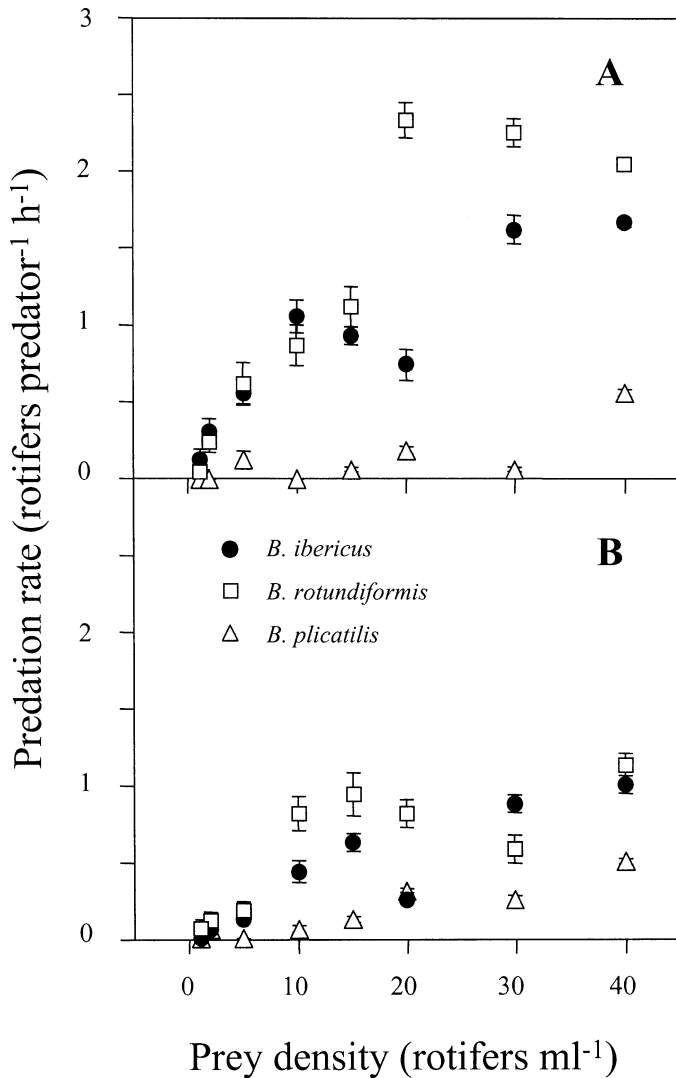 Predation rate (rotifers predator⁻¹ h⁻¹)
3
A
2
1
0
B. ibericus
B
B. rotundiformis
B. plicatilis
2
1
0
0 10 20 30 40
Prey density (rotifers ml⁻¹)